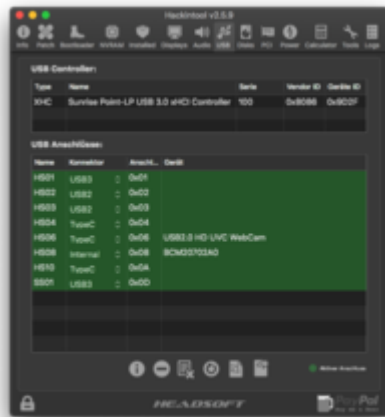 Hackintool v3.5.9
Info Patch Bootloader NVRAM Installed Displays Audio USB Disks PCI Power Calculator Tools Logs
USB Controller:
Type Name Serie Vendor ID Geräte ID
XHC Sunrise Point-LP USB 3.0 xHCI Controller 100 0x8086 0x9D2F
USB Anschlüsse:
Name Konnektor Anschl... Gerät
HS01 USB3 0x01
HS02 USB2 0x02
HS03 USB2 0x03
HS04 TypeC 0x04
HS06 TypeC 0x06 USB2.0 HD UVC WebCam
HS08 Internal 0x08 BCM20702A0
HS10 TypeC 0x0A
SS01 USB3 0x0D
Aktiver Anschluss
HEADSOFT
PayPal